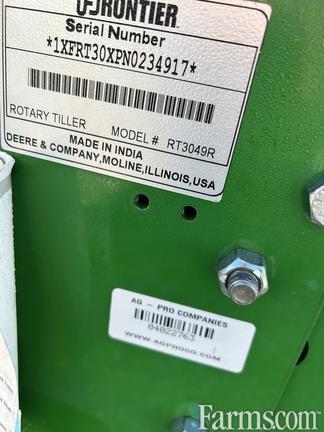 FRONTIER
Serial Number
*1XFRT30XPN0234917*
ROTARY TILLER MODEL # RT3049R
MADE IN INDIA
DEERE & COMPANY,MOLINE,ILLINOIS,USA
AG - PRO COMPANIES
04022763
WWW.AGPROCO.COM
Farms.com